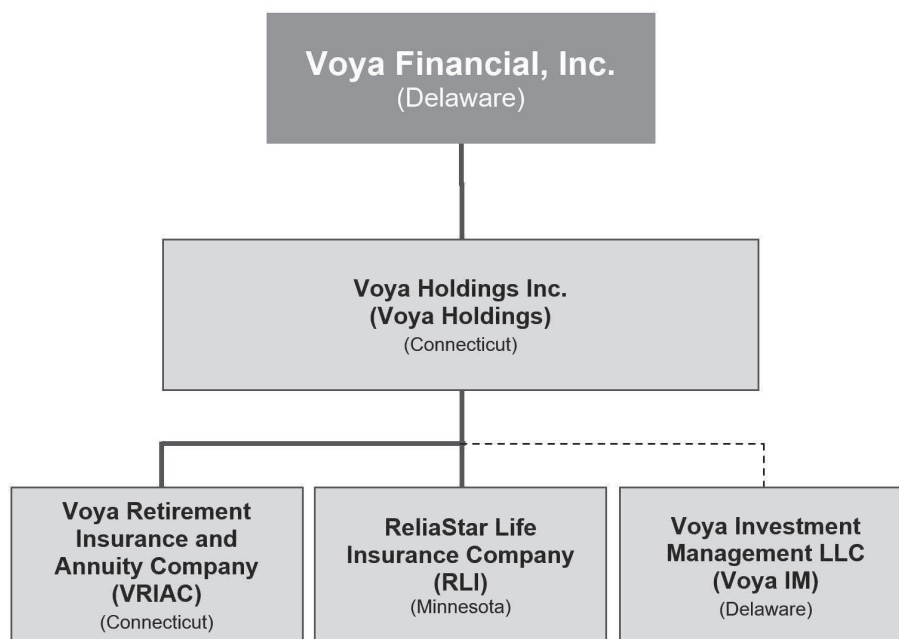 Voya Financial, Inc.
(Delaware)
Voya Holdings Inc.
(Voya Holdings)
(Connecticut)
Voya Retirement
Insurance and
Annuity Company
(VRIAC)
(Connecticut)
ReliaStar Life
Insurance Company
(RLI)
(Minnesota)
Voya Investment
Management LLC
(Voya IM)
(Delaware)